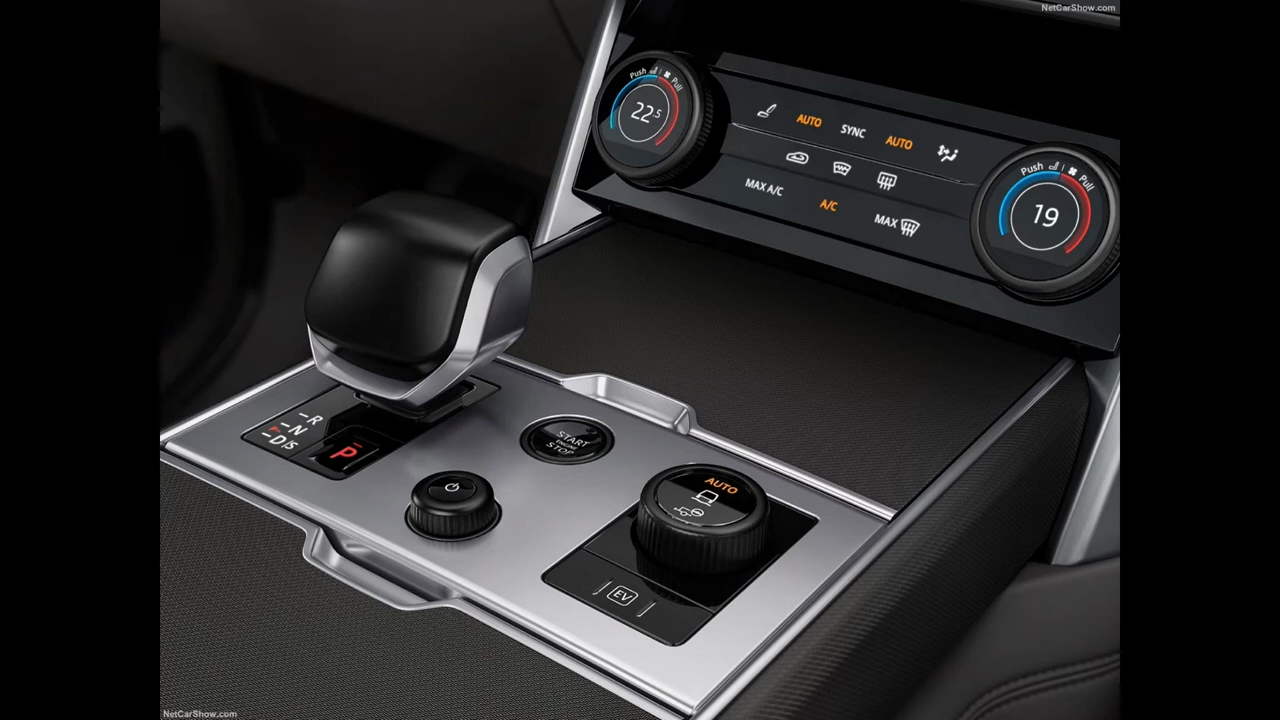 NetCarShow.com
Push Pull
22.5
AUTO SYNC AUTO
MAX A/C A/C MAX
Push Pull
19
R
N
D/S
P
START
ENGINE
STOP
AUTO
EV
NetCarShow.com